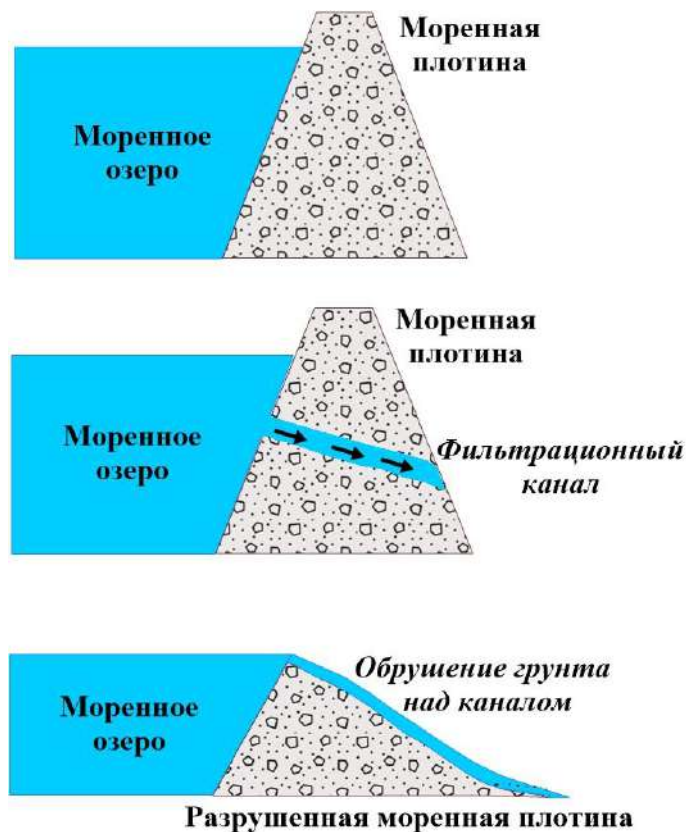 Моренная
плотина
Моренное
озеро
Моренная
плотина
Моренное
озеро
Фильтрационный
канал
Обрушение грунта
над каналом
Моренное
озеро
Разрушенная моренная плотина